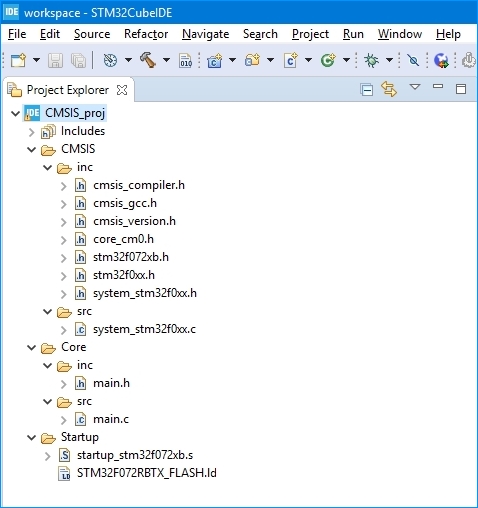 workspace - STM32CubeIDE
File Edit Source Refactor Navigate Search Project Run Window Help
Project Explorer
CMSIS_proj
Includes
CMSIS
inc
cmsis_compiler.h
cmsis_gcc.h
cmsis_version.h
core_cm0.h
stm32f072xb.h
stm32f0xx.h
system_stm32f0xx.h
src
system_stm32f0xx.c
Core
inc
main.h
src
main.c
Startup
startup_stm32f072xb.s
STM32F072RBTX_FLASH.ld